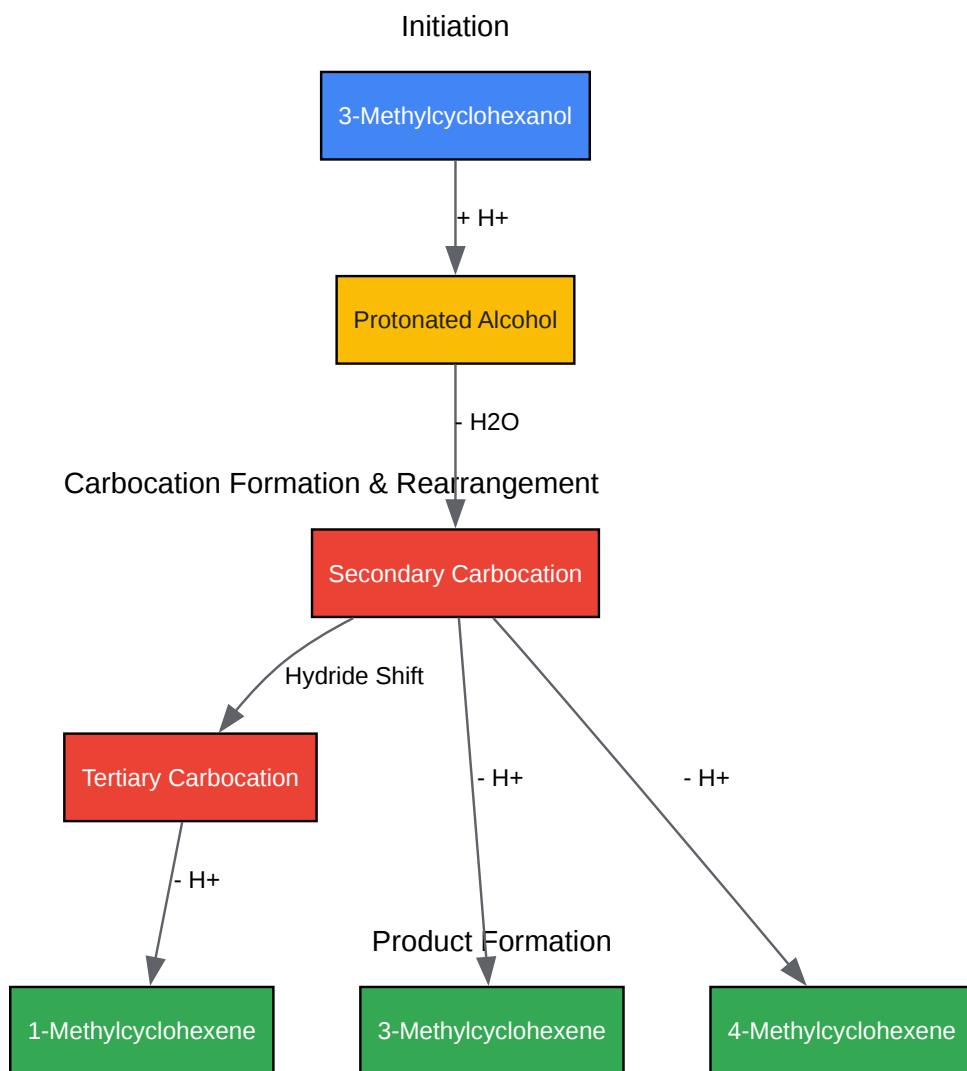 Initiation
3-Methylcyclohexanol
+ H+
Protonated Alcohol
- H2O
Carbocation Formation & Rearrangement
Secondary Carbocation
Hydride Shift
Tertiary Carbocation
- H+
- H+
- H+
Product Formation
1-Methylcyclohexene
3-Methylcyclohexene
4-Methylcyclohexene